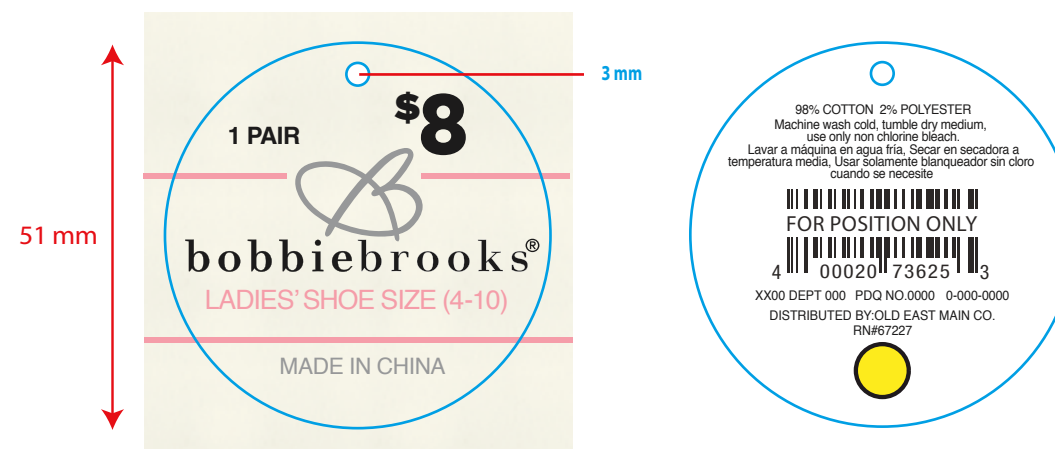 51 mm
3 mm
$8
1 PAIR
bobbiebrooks®
LADIES' SHOE SIZE (4-10)
MADE IN CHINA
98% COTTON 2% POLYESTER
Machine wash cold, tumble dry medium,
use only non chlorine bleach.
Lavar a máquina en agua fría, Secar en secadora a
temperatura media, Usar solamente blanqueador sin cloro
cuando se necesite
FOR POSITION ONLY
4 00020 73625 3
XX00 DEPT 000 PDQ NO.0000 0-000-0000
DISTRIBUTED BY:OLD EAST MAIN CO.
RN#67227